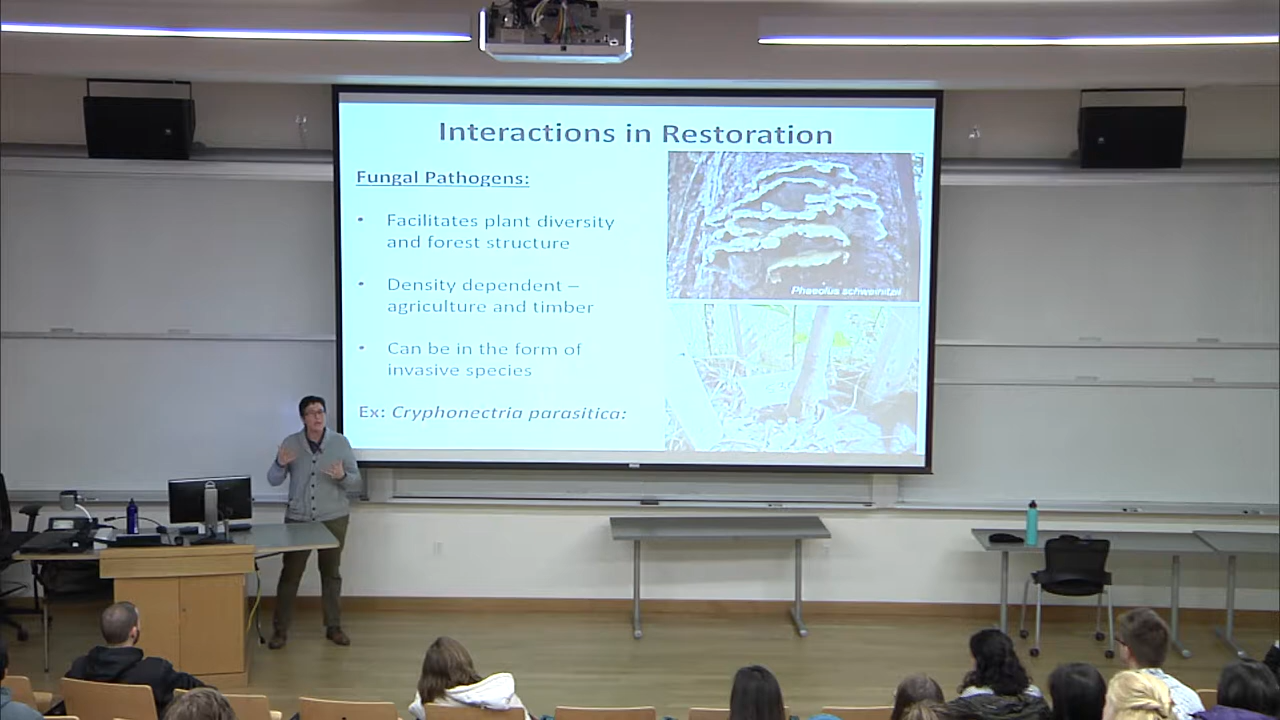 Interactions in Restoration
Fungal Pathogens:
• Facilitates plant diversity
and forest structure
• Density dependent –
agriculture and timber
• Can be in the form of
invasive species
Ex: Cryphonectria parasitica:
Phaeolus schweinitzii